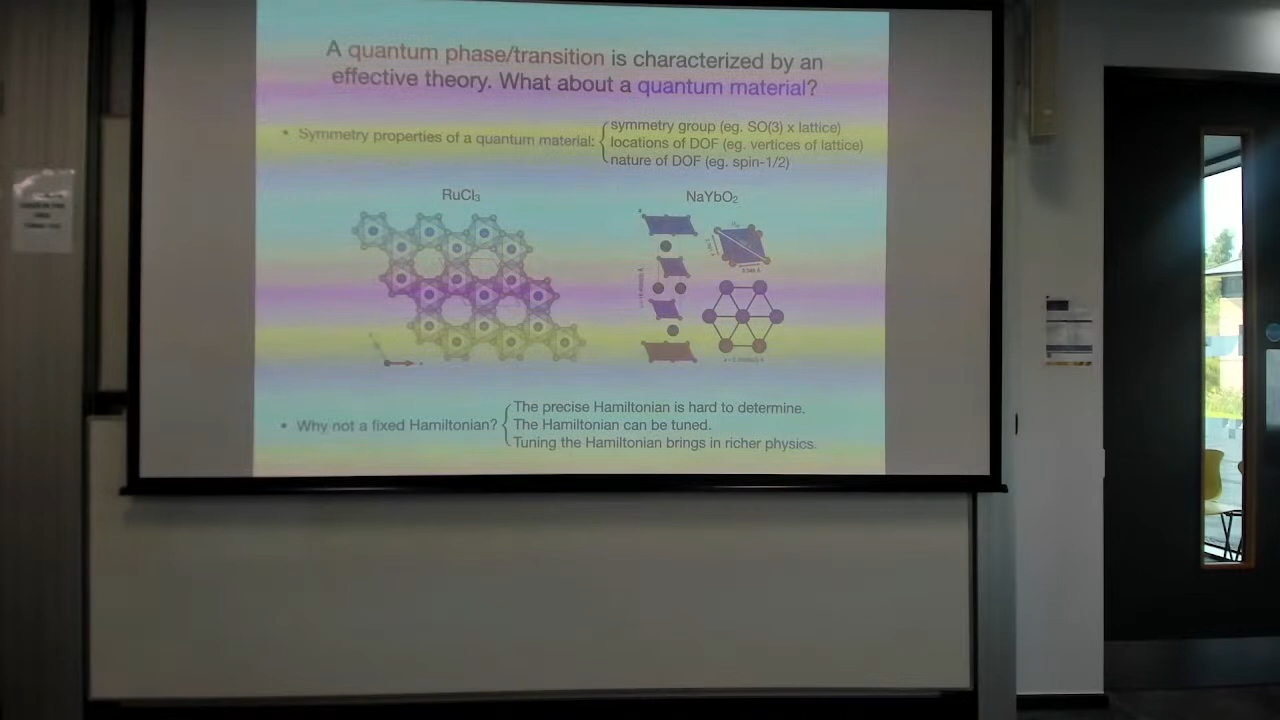 A quantum phase/transition is characterized by an
effective theory. What about a quantum material?
• Symmetry properties of a quantum material:
symmetry group (eg. SO(3) x lattice)
locations of DOF (eg. vertices of lattice)
nature of DOF (eg. spin-1/2)
RuCl₃
NaYbO₂
• Why not a fixed Hamiltonian?
The precise Hamiltonian is hard to determine.
The Hamiltonian can be tuned.
Tuning the Hamiltonian brings in richer physics.